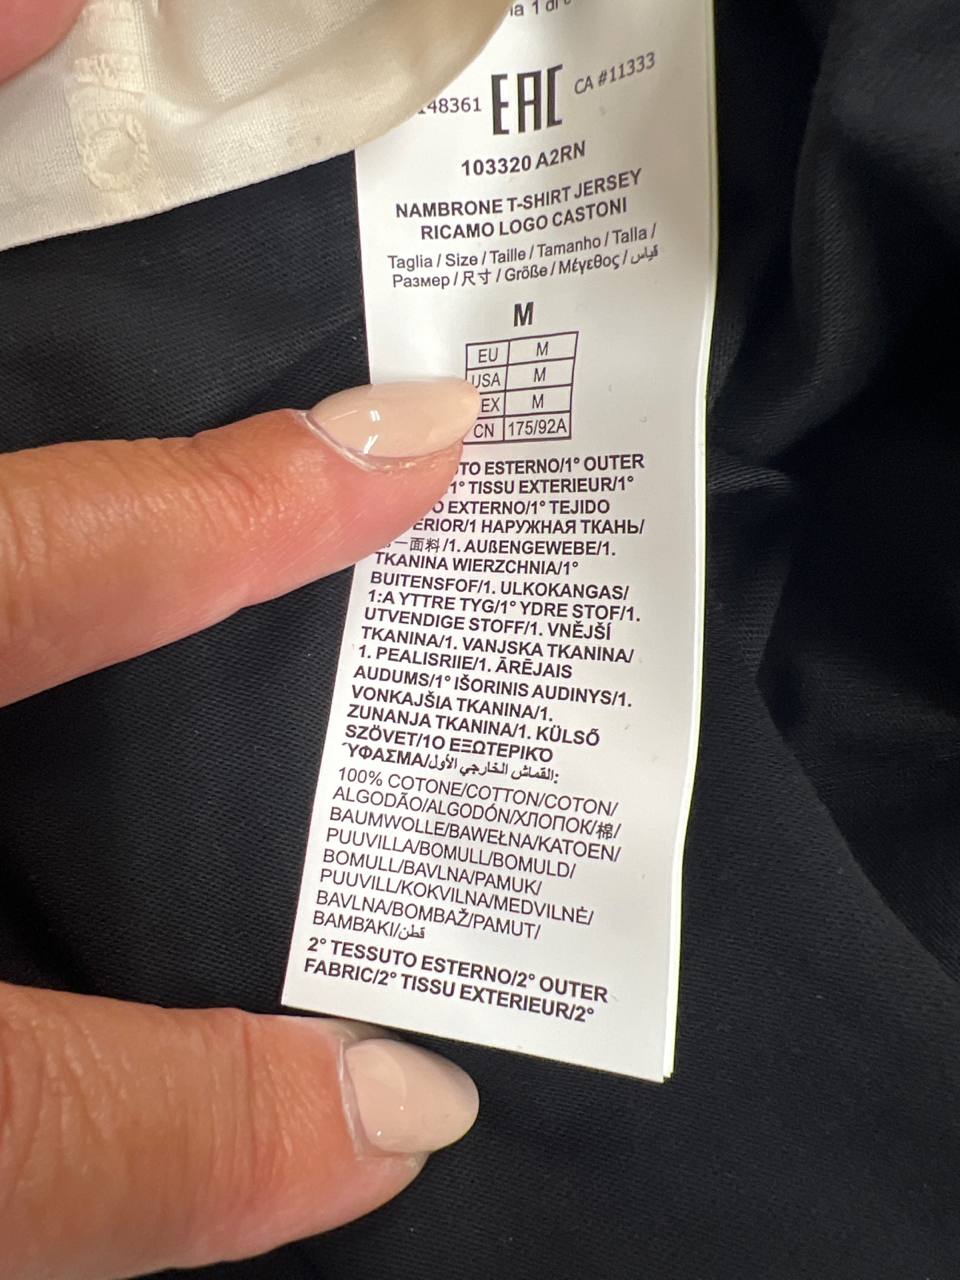 148361 EAC CA #11333
103320 A2RN
NAMBRONE T-SHIRT JERSEY
RICAMO LOGO CASTONI
Taglia / Size / Taille / Tamanho / Talla /
Размер / 尺寸 / Größe / Μέγεθος / قياس
M
EU M
USA M
EX M
CN 175/92A
TO ESTERNO/1° OUTER
1° TISSU EXTERIEUR/1°
O EXTERNO/1° TEJIDO
ERIOR/1 НАРУЖНАЯ ТКАНЬ/
一面料/1. AUßENGEWEBE/1.
TKANINA WIERZCHNIA/1°
BUITENSFOF/1. ULKOKANGAS/
1:A YTTRE TYG/1° YDRE STOF/1.
UTVENDIGE STOFF/1. VNĚJŠÍ
TKANINA/1. VANJSKA TKANINA/
1. PEALISRIIE/1. ĀRĒJAIS
AUDUMS/1° IŠORINIS AUDINYS/1.
VONKAJŠIA TKANINA/1.
ZUNANJA TKANINA/1. KÜLSŐ
SZÖVET/1O ΕΞΩΤΕΡΙΚΌ
ΎΦΑΣΜΑ/القماش الخارجي الأول:
100% COTONE/COTTON/COTON/
ALGODÃO/ALGODÓN/ХЛОПОК/棉/
BAUMWOLLE/BAWEŁNA/KATOEN/
PUUVILLA/BOMULL/BOMULD/
BOMULL/BAVLNA/PAMUK/
PUUVILL/KOKVILNA/MEDVILNĖ/
BAVLNA/BOMBAŽ/PAMUT/
ΒΑΜΒΆΚΙ/قطن
2° TESSUTO ESTERNO/2° OUTER
FABRIC/2° TISSU EXTERIEUR/2°